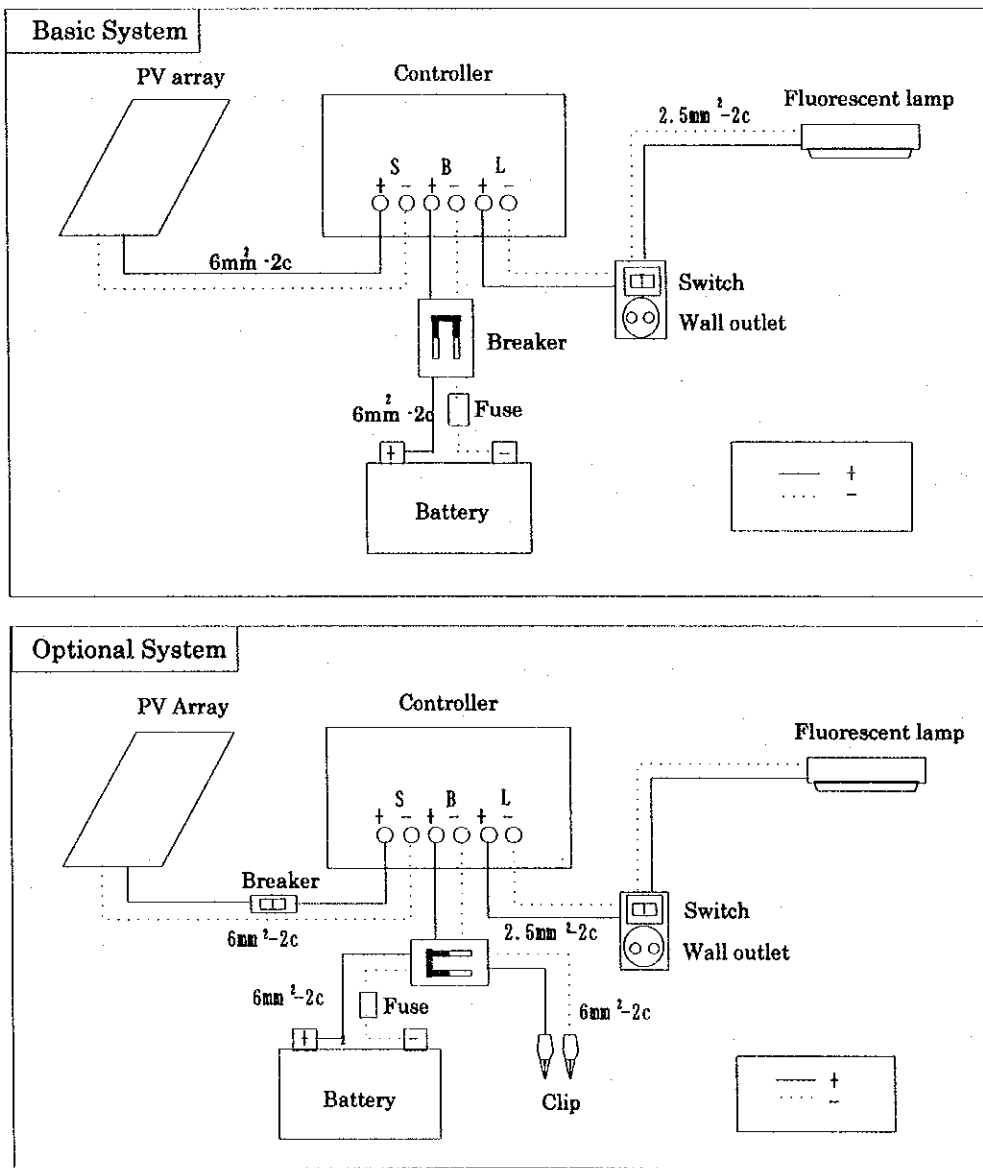 Basic System
PV array
Controller
Fluorescent lamp
2.5mm²-2c
S B L
+ - + - + -
6mm²-2c
Switch
Wall outlet
Breaker
6mm²-2c
Fuse
+ -
Battery
+
-
Optional System
PV Array
Controller
Fluorescent lamp
S B L
+ - + - + -
Breaker
6mm²-2c
2.5mm²-2c
Switch
Wall outlet
6mm²-2c
Fuse
6mm²-2c
+ -
Battery
Clip
+
-